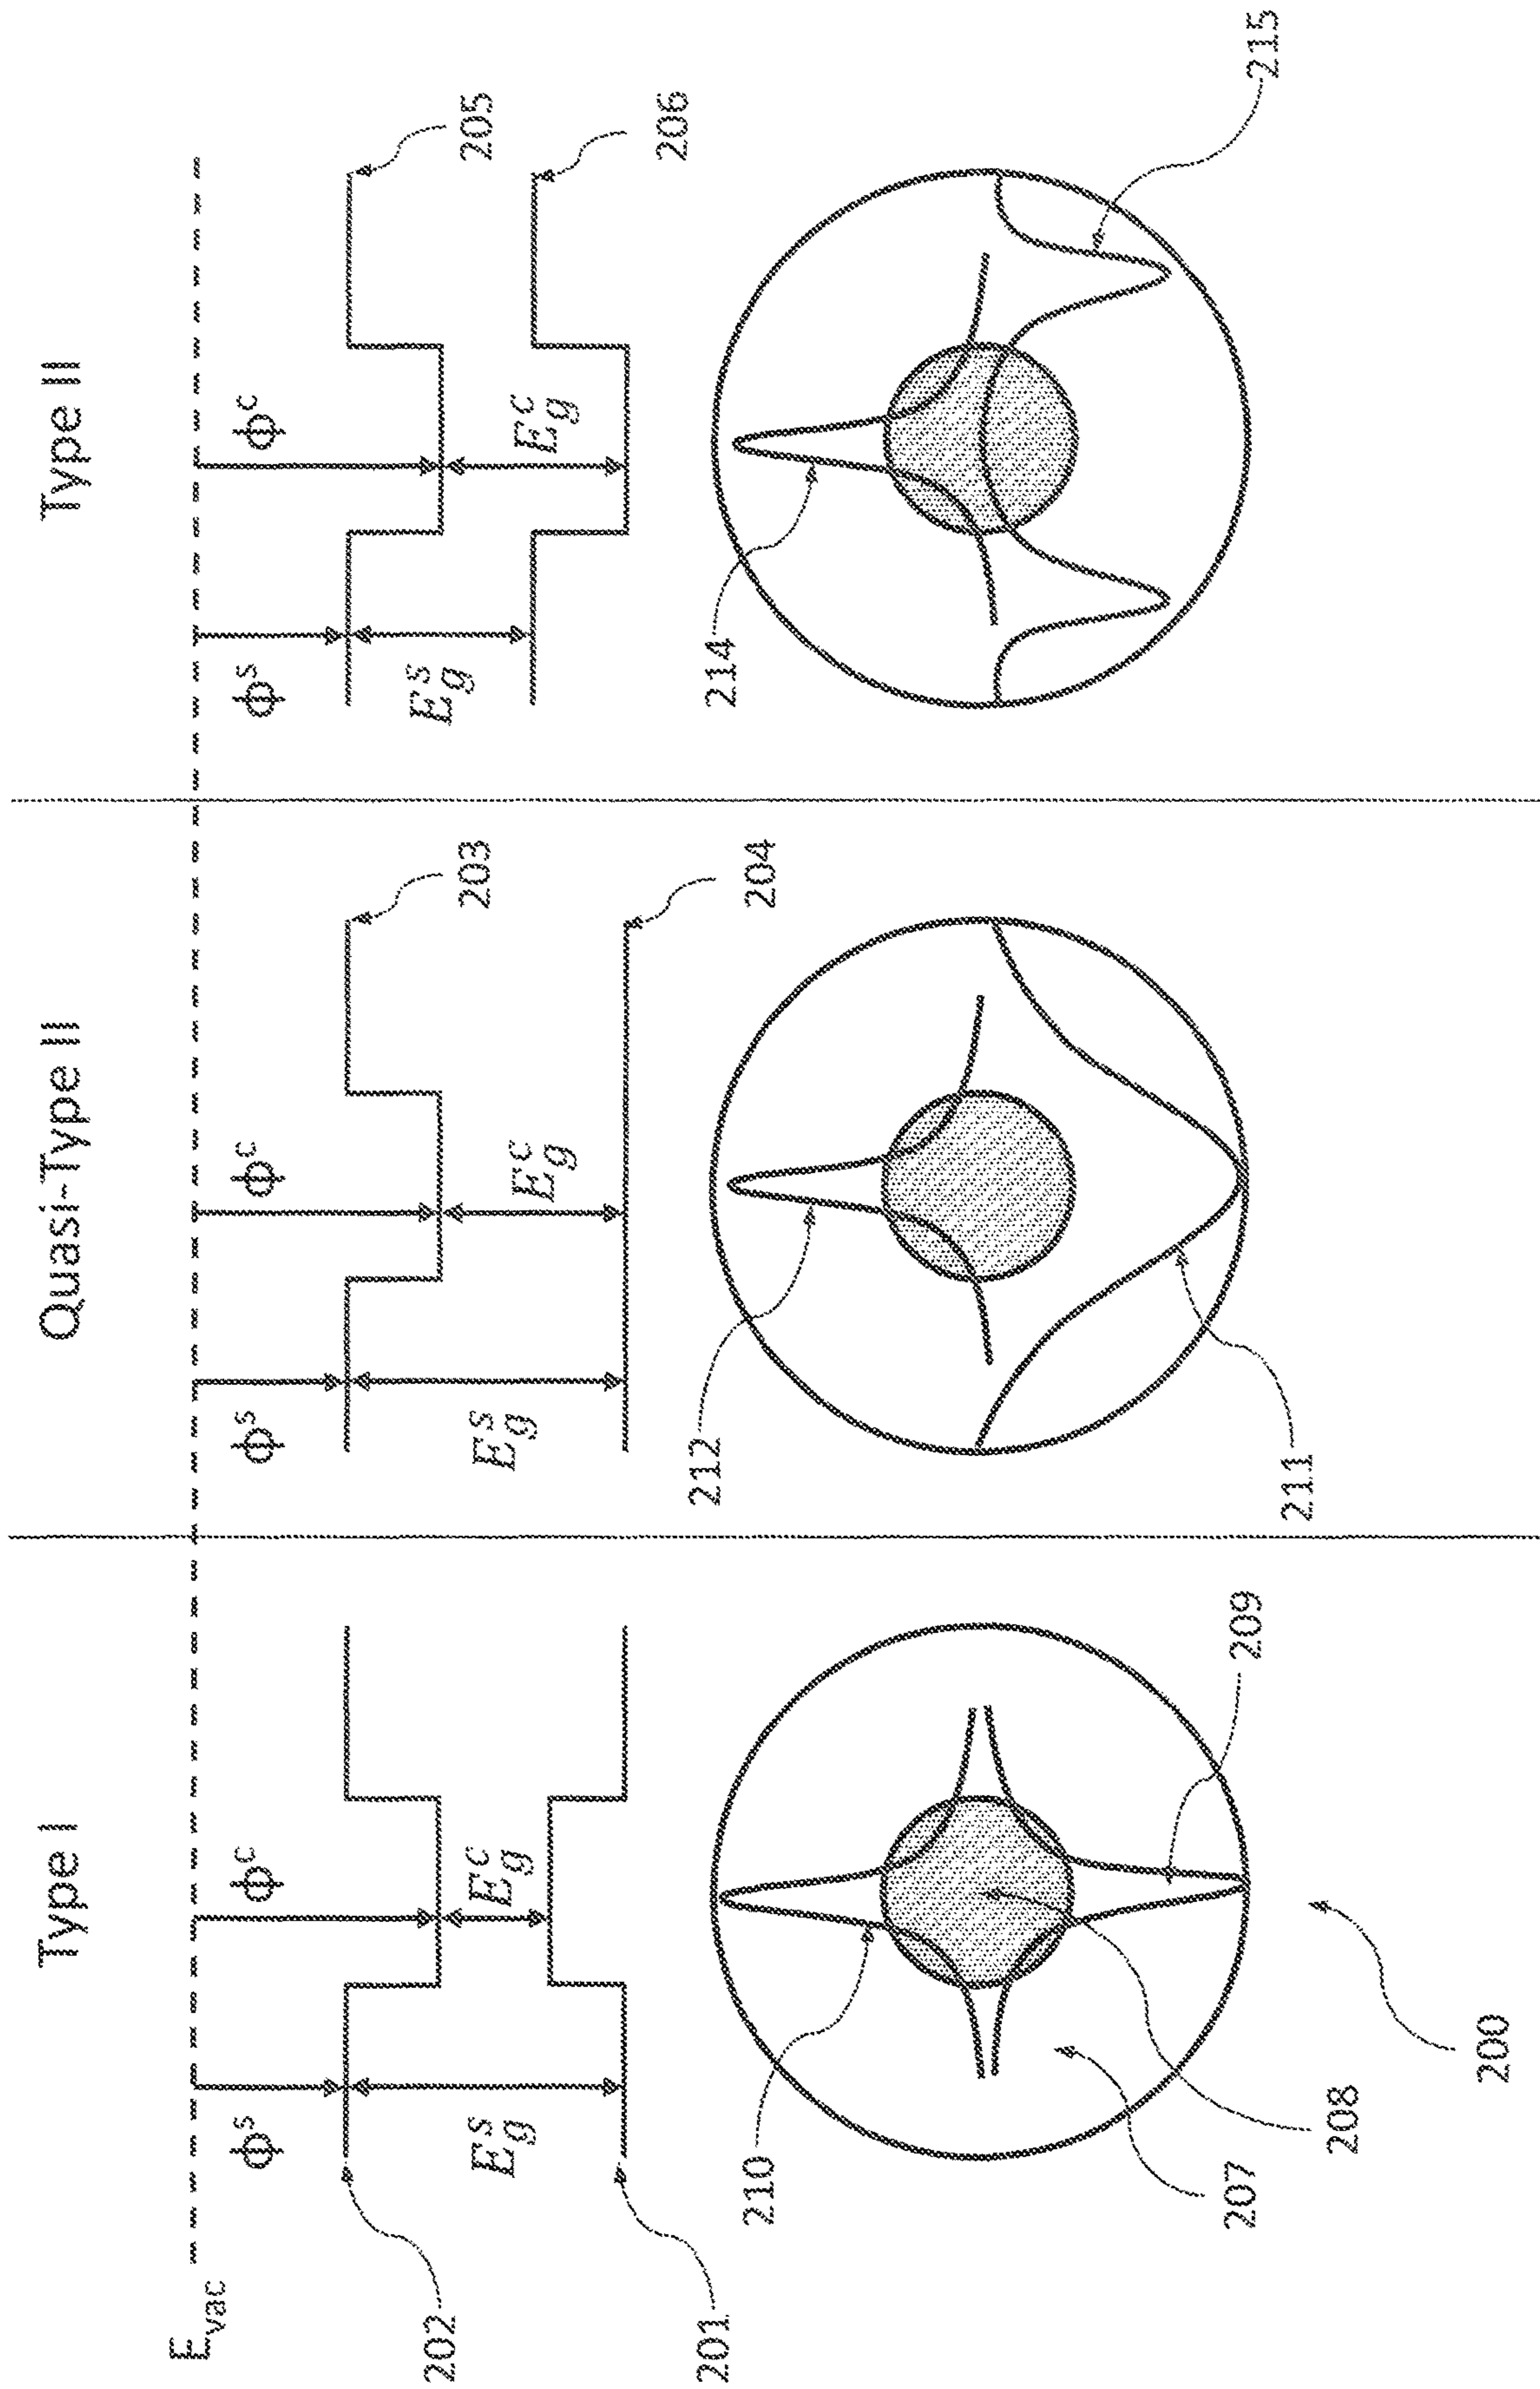 Type I
Quasi-Type II
Type II
E_vac
ϕ^s
ϕ^c
ϕ^s
ϕ^c
ϕ^s
ϕ^c
202
E_g^s
E_g^c
201
203
E_g^s
E_g^c
204
205
E_g^s
E_g^c
206
210
209
207
208
200
212
211
214
215